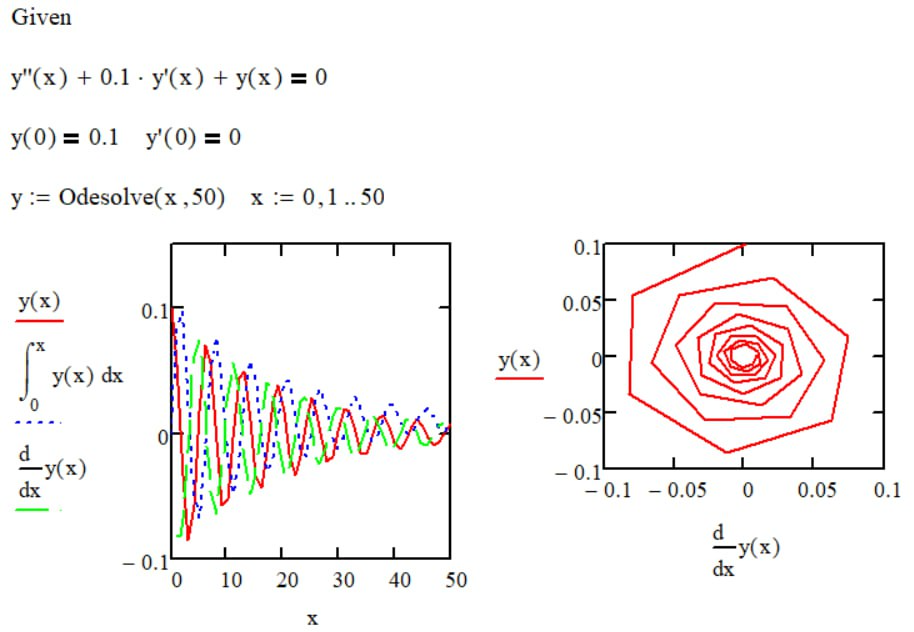 Given
y''(x) + 0.1 · y'(x) + y(x) = 0
y(0) = 0.1 y'(0) = 0
y := Odesolve(x ,50) x := 0,1 .. 50
y(x)
∫₀ˣ y(x) dx
d/dx y(x)
0.1
0
− 0.1
0 10 20 30 40 50
x
y(x)
0.1
0.05
0
− 0.05
− 0.1
− 0.1 − 0.05 0 0.05 0.1
d/dx y(x)